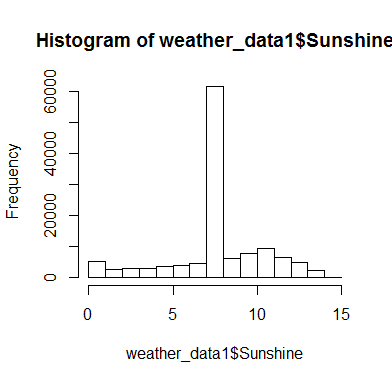 Histogram of weather_data1$Sunshine
Frequency
60000
40000
20000
0
0 5 10 15
weather_data1$Sunshine